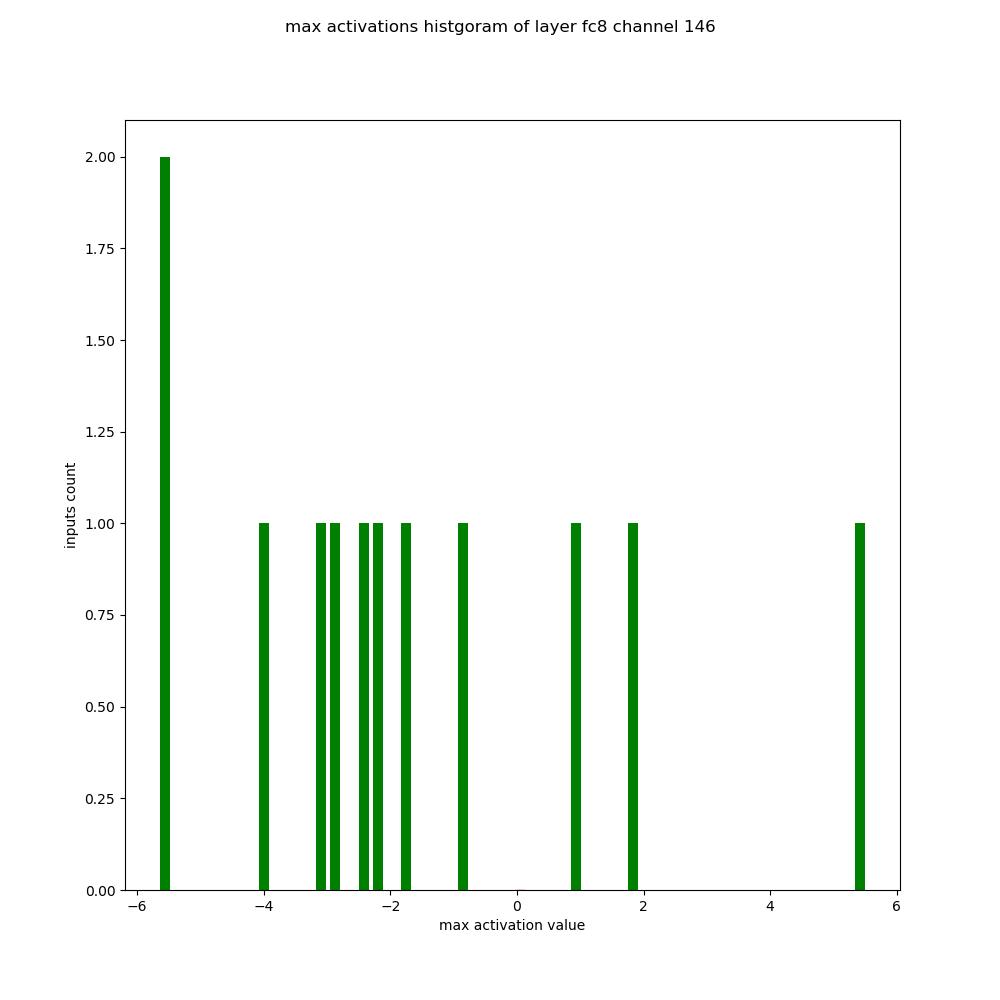 max activations histgoram of layer fc8 channel 146
2.00
1.75
1.50
1.25
1.00
0.75
0.50
0.25
0.00
inputs count
−6 −4 −2 0 2 4 6
max activation value